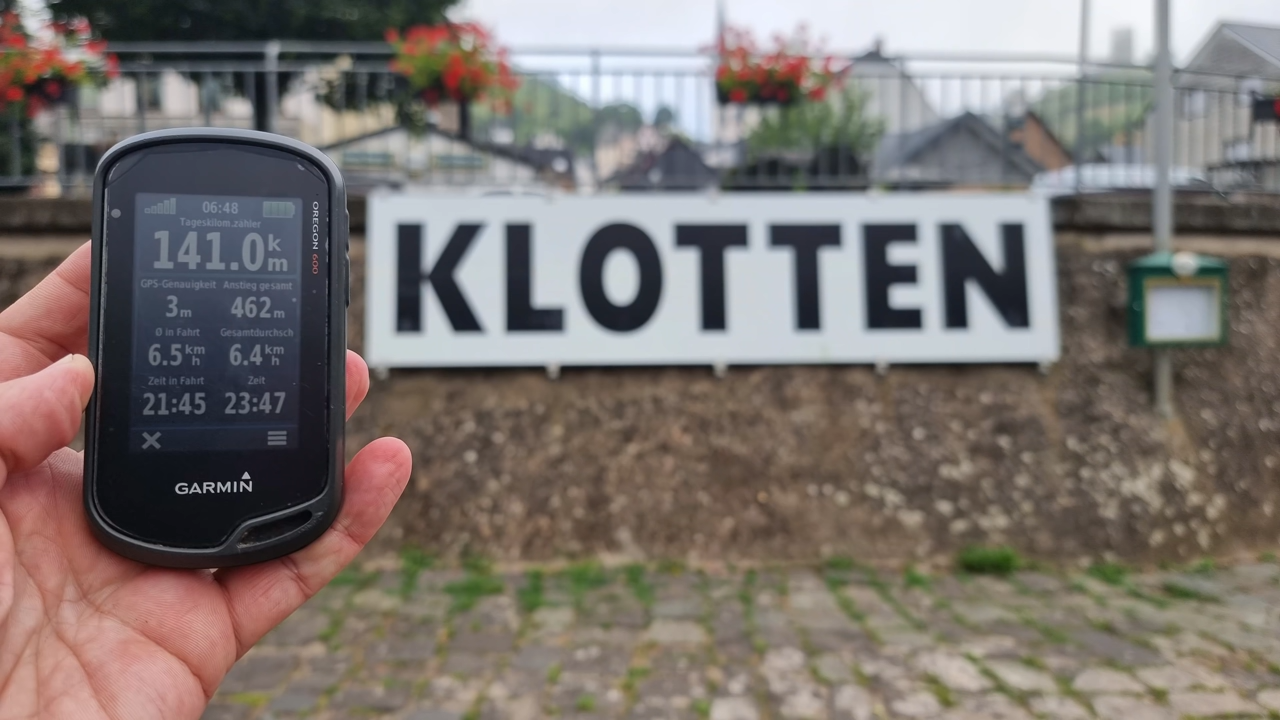 06:48
Tageskilom.zähler
141.0 km
GPS-Genauigkeit Anstieg gesamt
3 m 462 m
Ø in Fahrt Gesamtdurchsch
6.5 km/h 6.4 km/h
Zeit in Fahrt Zeit
21:45 23:47
GARMIN
OREGON 600
KLOTTEN